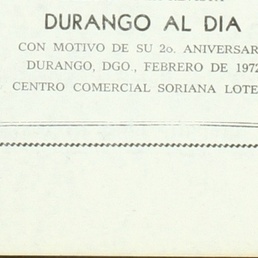 DURANGO AL DIA
CON MOTIVO DE SU 2o. ANIVERSAR
DURANGO, DGO., FEBRERO DE 1972
CENTRO COMERCIAL SORIANA LOTE